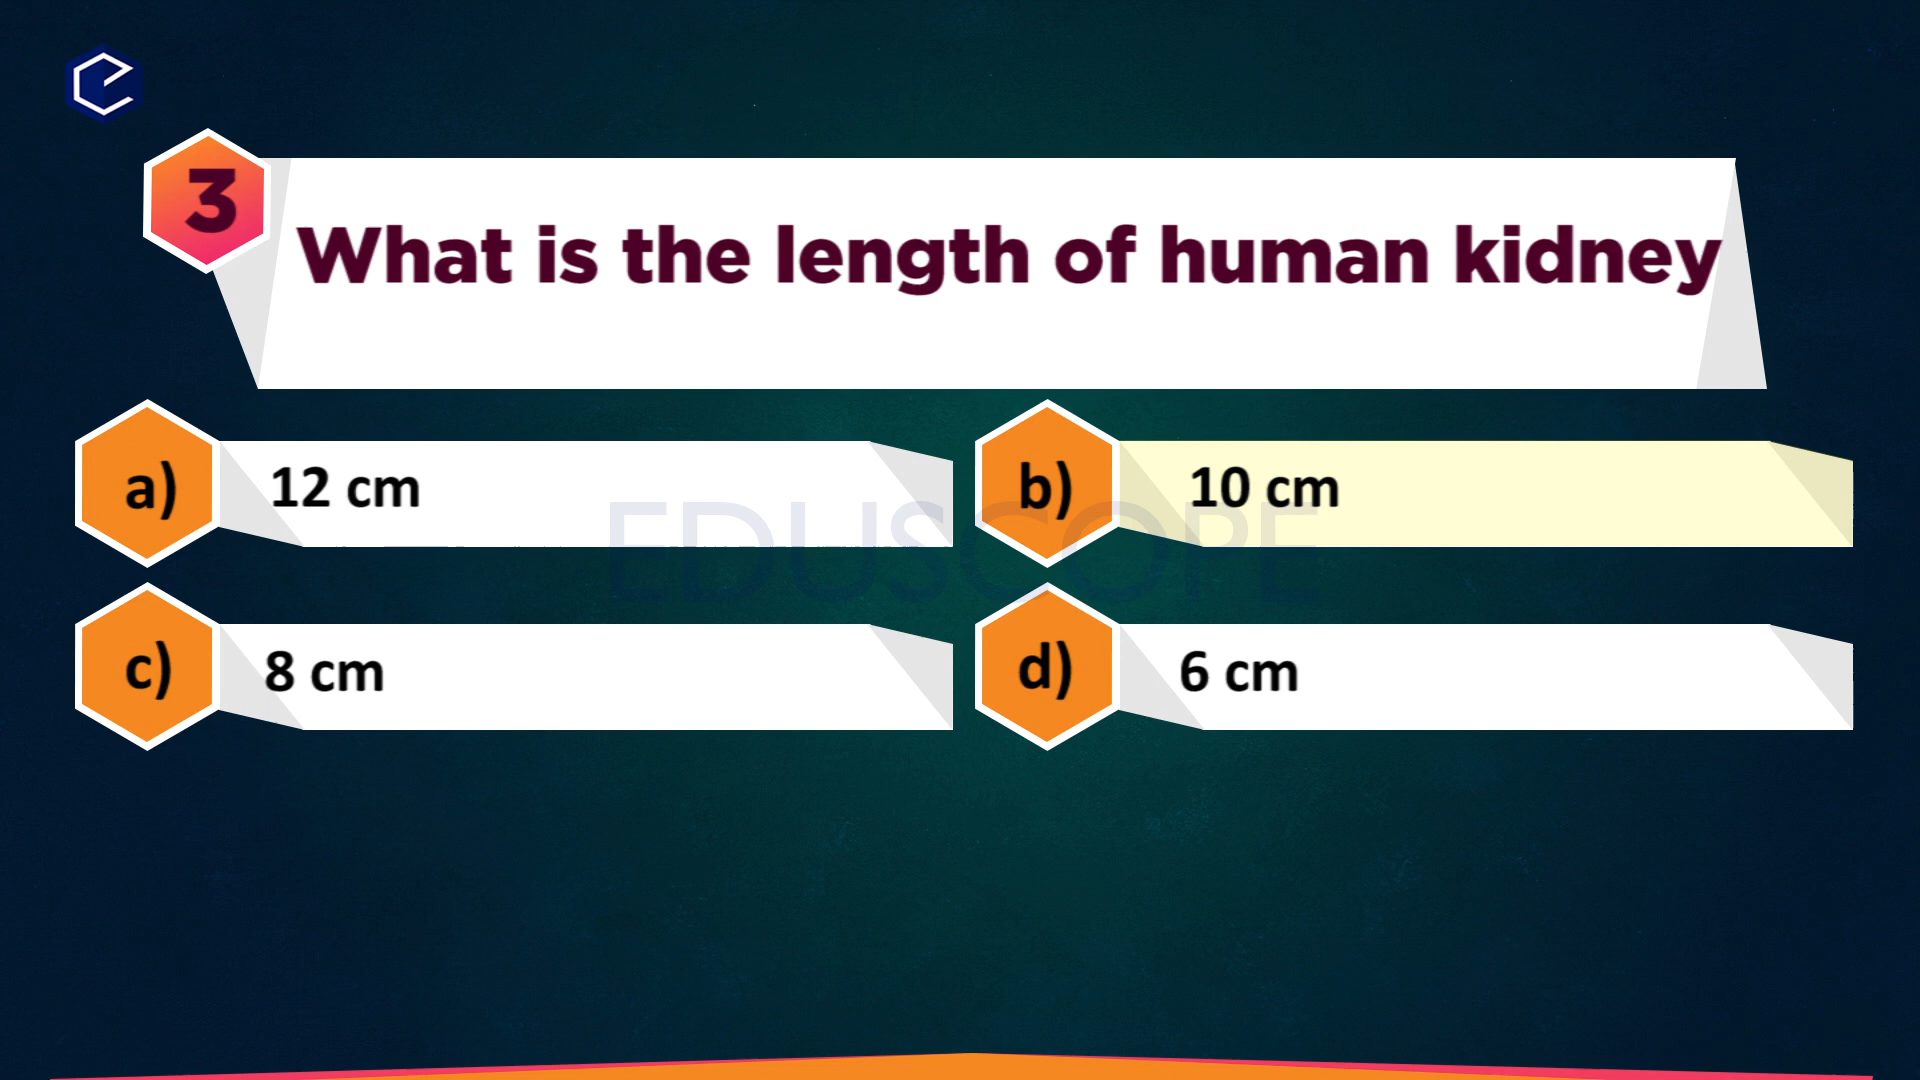 3
What is the length of human kidney
a) 12 cm
b) 10 cm
c) 8 cm
d) 6 cm
EDUSCOPE